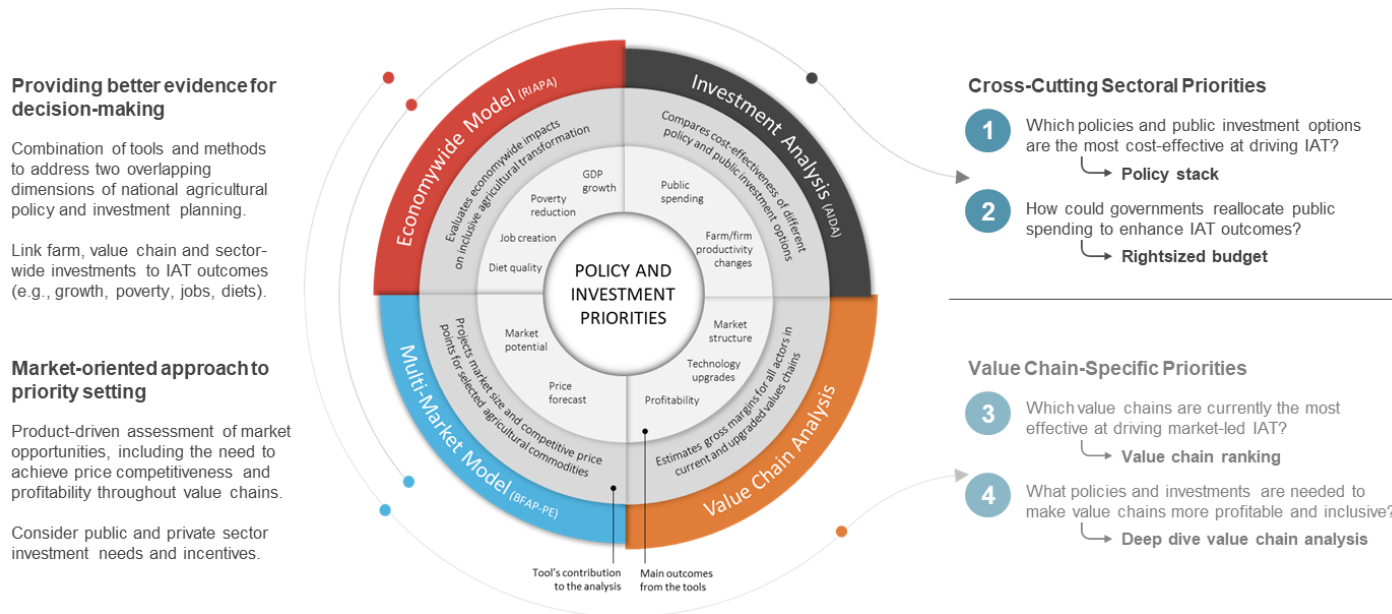 Providing better evidence for
decision-making
Combination of tools and methods
to address two overlapping
dimensions of national agricultural
policy and investment planning.
Link farm, value chain and sector-
wide investments to IAT outcomes
(e.g., growth, poverty, jobs, diets).
Market-oriented approach to
priority setting
Product-driven assessment of market
opportunities, including the need to
achieve price competitiveness and
profitability throughout value chains.
Consider public and private sector
investment needs and incentives.
Economywide Model (RIAPA)
Evaluates economywide impacts
on inclusive agricultural transformation
GDP
growth
Poverty
reduction
Job creation
Diet quality
Investment Analysis (AIDA)
Compares cost-effectiveness of different
policy and public investment options
Public
spending
Farm/firm
productivity
changes
POLICY AND
INVESTMENT
PRIORITIES
Multi-Market Model (BFAP-PE)
Projects market size and competitive price
points for selected agricultural commodities
Market
potential
Price
forecast
Value Chain Analysis
Estimates gross margins for all actors in
current and upgraded values chains
Market
structure
Technology
upgrades
Profitability
Tool's contribution
to the analysis
Main outcomes
from the tools
Cross-Cutting Sectoral Priorities
1
Which policies and public investment options
are the most cost-effective at driving IAT?
Policy stack
2
How could governments reallocate public
spending to enhance IAT outcomes?
Rightsized budget
Value Chain-Specific Priorities
3
Which value chains are currently the most
effective at driving market-led IAT?
Value chain ranking
4
What policies and investments are needed to
make value chains more profitable and inclusive?
Deep dive value chain analysis